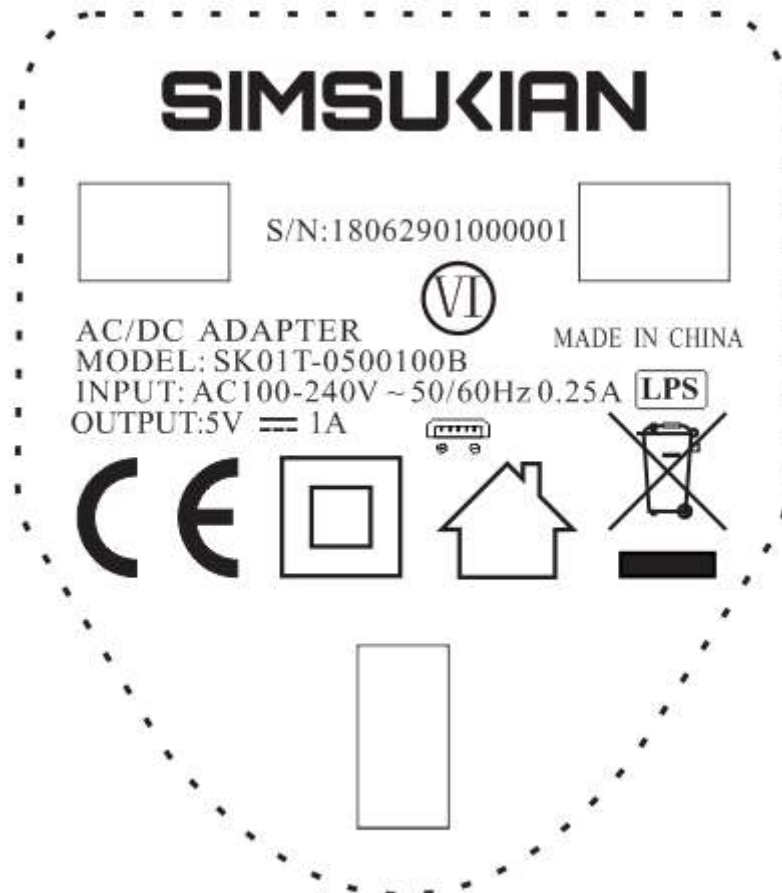 SIMSUKIAN
S/N:18062901000001
VI
AC/DC ADAPTER
MADE IN CHINA
MODEL: SK01T-0500100B
INPUT: AC100-240V ~ 50/60Hz 0.25A
LPS
OUTPUT:5V ⎓ 1A
CE